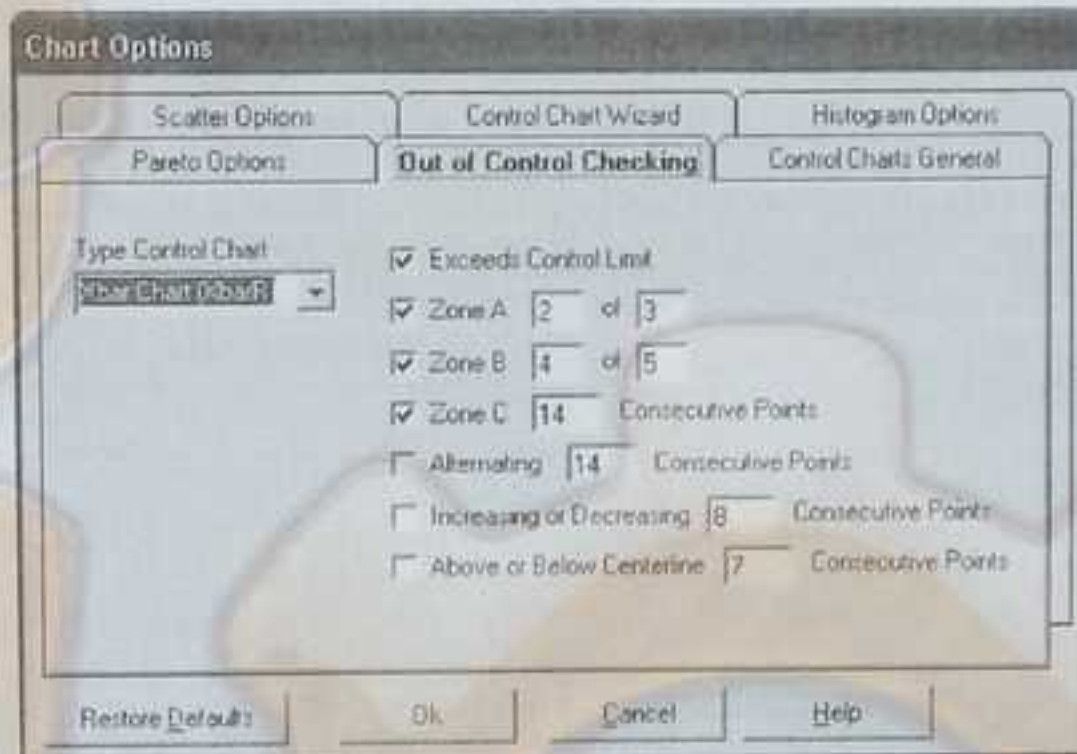 Chart Options
Scatter Options Control Chart Wizard Histogram Options
Pareto Options Out of Control Checking Control Charts General
Type Control Chart
Xbar Chart (XbarR)
Exceeds Control Limit
Zone A 2 of 3
Zone B 4 of 5
Zone C 14 Consecutive Points
Alternating 14 Consecutive Points
Increasing or Decreasing 8 Consecutive Points
Above or Below Centerline 7 Consecutive Points
Restore Defaults Ok Cancel Help